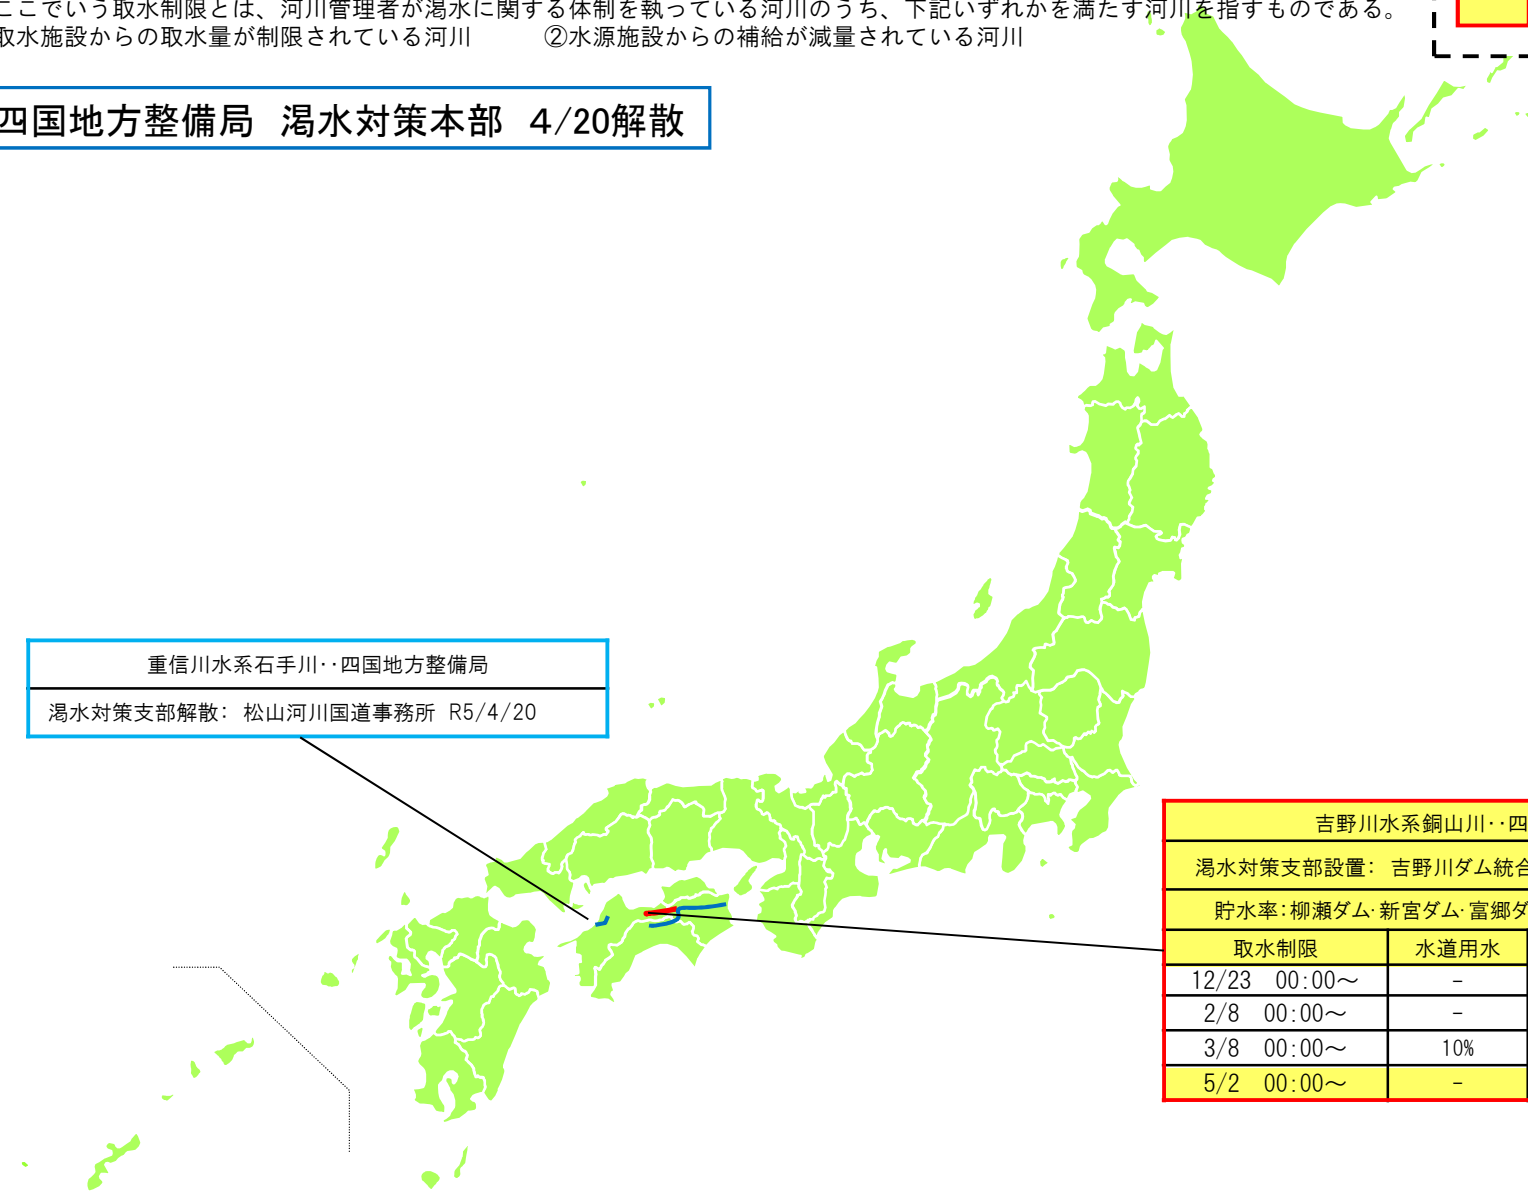 ここでいう取水制限とは、河川管理者が渇水に関する体制を執っている河川のうち、下記いずれかを満たす河川を指すものである。
取水施設からの取水量が制限されている河川　　　②水源施設からの補給が減量されている河川
四国地方整備局　渇水対策本部　4/20解散
重信川水系石手川‥四国地方整備局
渇水対策支部解散：　松山河川国道事務所　R5/4/20
吉野川水系銅山川‥四
渇水対策支部設置：　吉野川ダム統合
貯水率：柳瀬ダム・新宮ダム・富郷ダ
取水制限　水道用水
12/23　00:00～　-
2/8　00:00～　-
3/8　00:00～　10%
5/2　00:00～　-